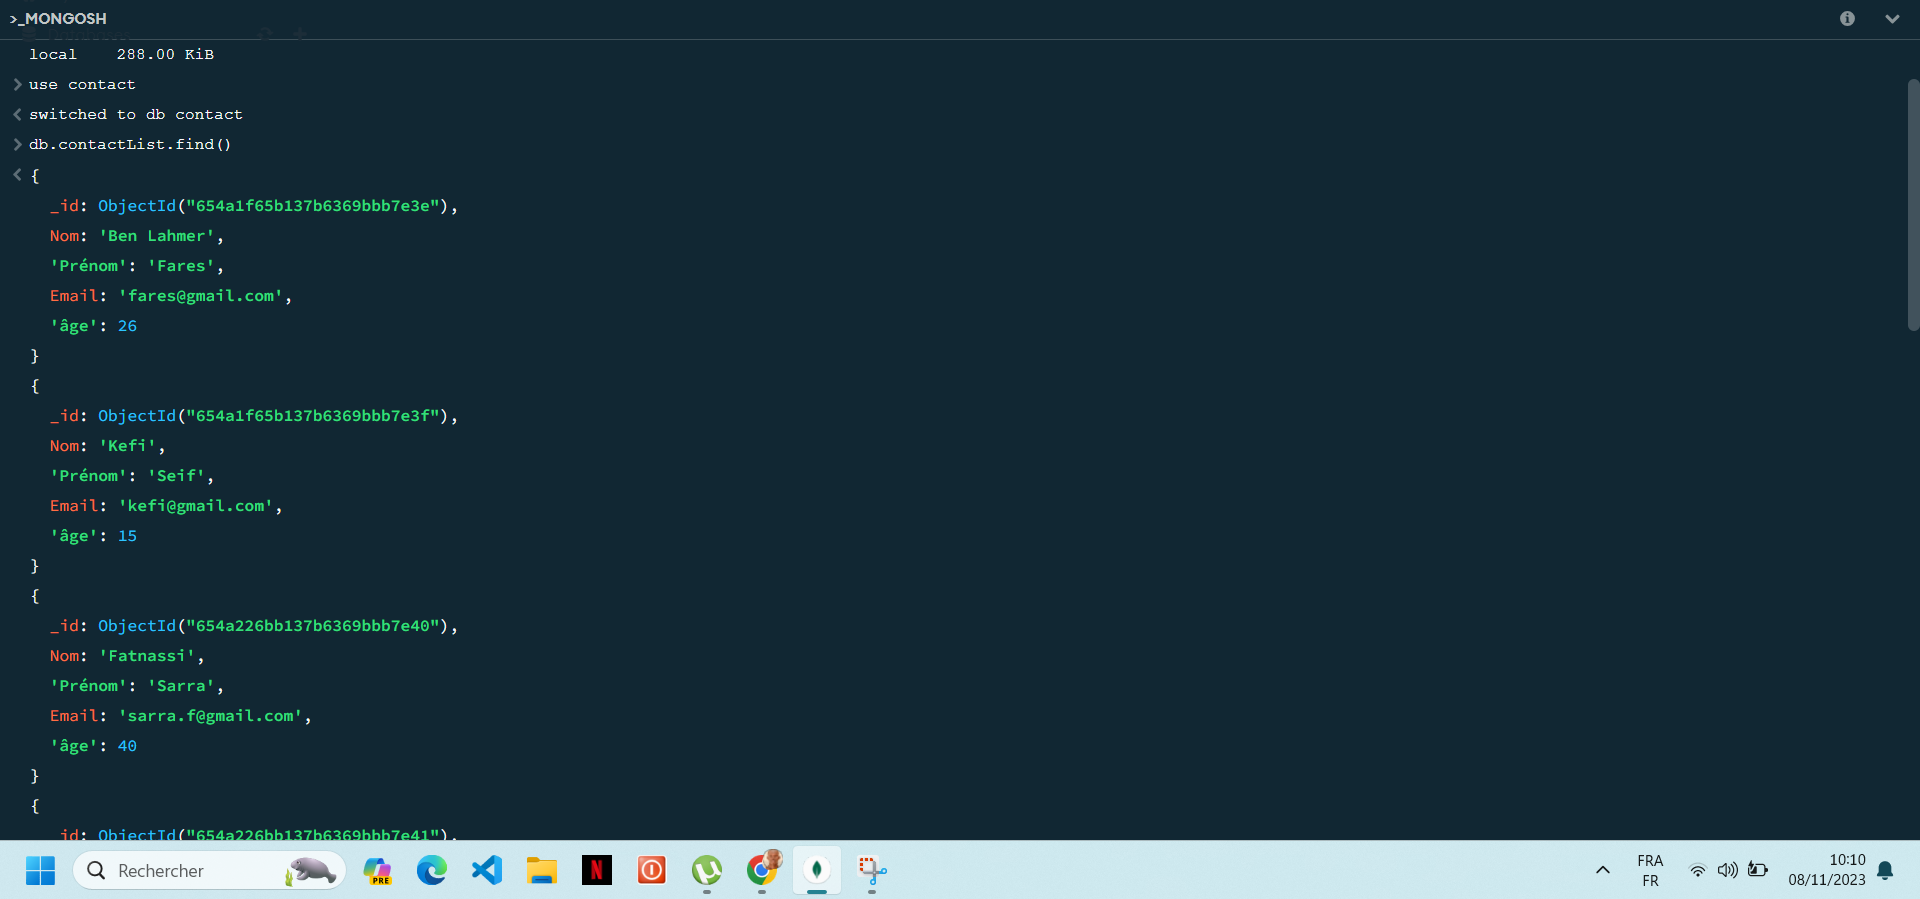 >_MONGOSH
local    288.00 KiB
> use contact
< switched to db contact
> db.contactList.find()
< {
_id: ObjectId("654a1f65b137b6369bbb7e3e"),
Nom: 'Ben Lahmer',
'Prénom': 'Fares',
Email: 'fares@gmail.com',
'âge': 26
}
{
_id: ObjectId("654a1f65b137b6369bbb7e3f"),
Nom: 'Kefi',
'Prénom': 'Seif',
Email: 'kefi@gmail.com',
'âge': 15
}
{
_id: ObjectId("654a226bb137b6369bbb7e40"),
Nom: 'Fatnassi',
'Prénom': 'Sarra',
Email: 'sarra.f@gmail.com',
'âge': 40
}
{
_id: ObjectId("654a226bb137b6369bbb7e41"),
Rechercher
PRE
N
FRA
FR
10:10
08/11/2023